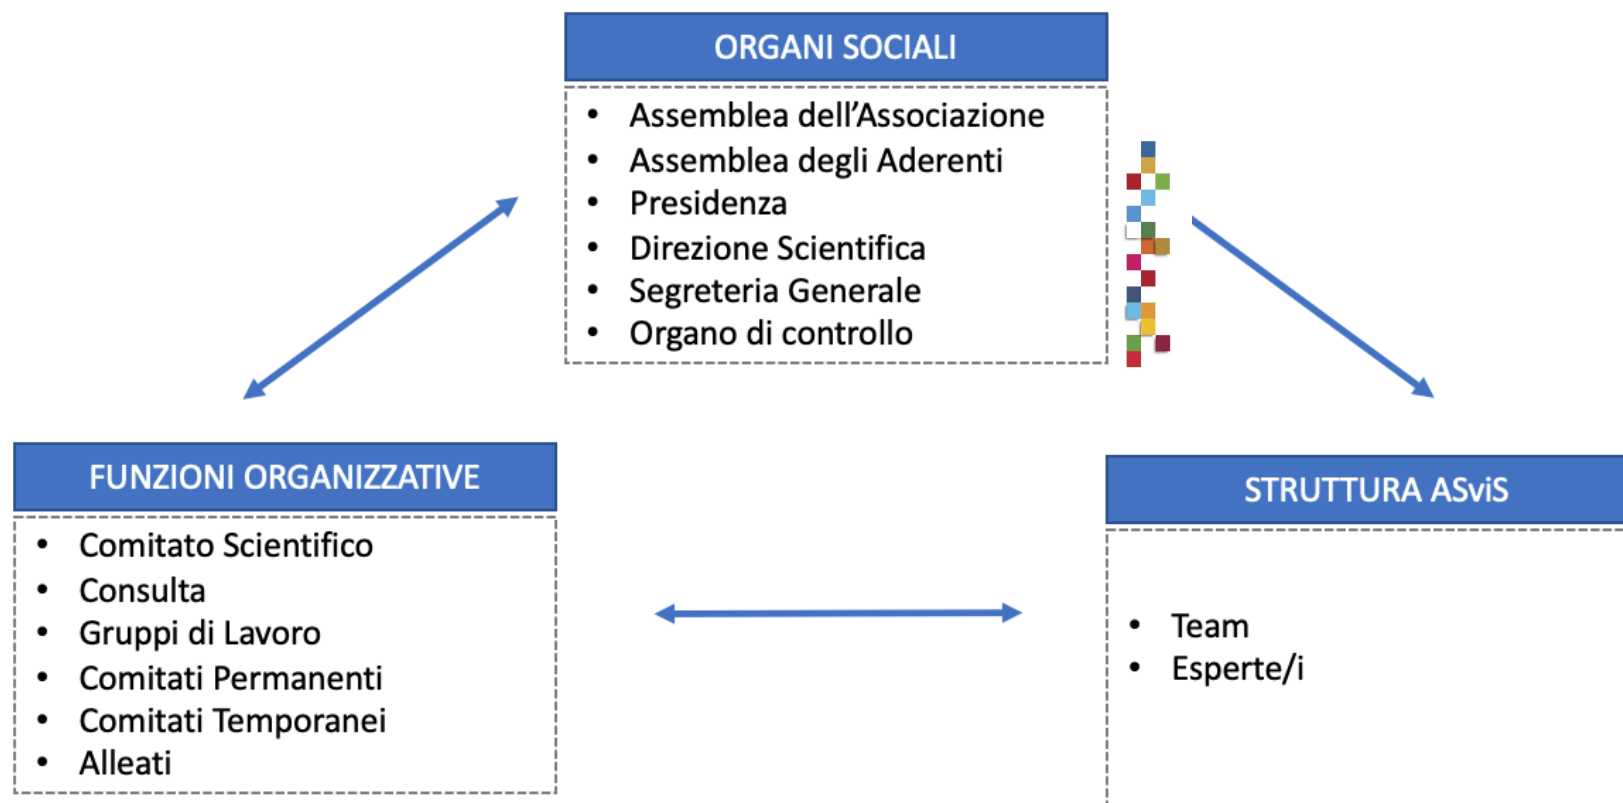 ORGANI SOCIALI
• Assemblea dell’Associazione
• Assemblea degli Aderenti
• Presidenza
• Direzione Scientifica
• Segreteria Generale
• Organo di controllo
FUNZIONI ORGANIZZATIVE
• Comitato Scientifico
• Consulta
• Gruppi di Lavoro
• Comitati Permanenti
• Comitati Temporanei
• Alleati
STRUTTURA ASviS
• Team
• Esperte/i